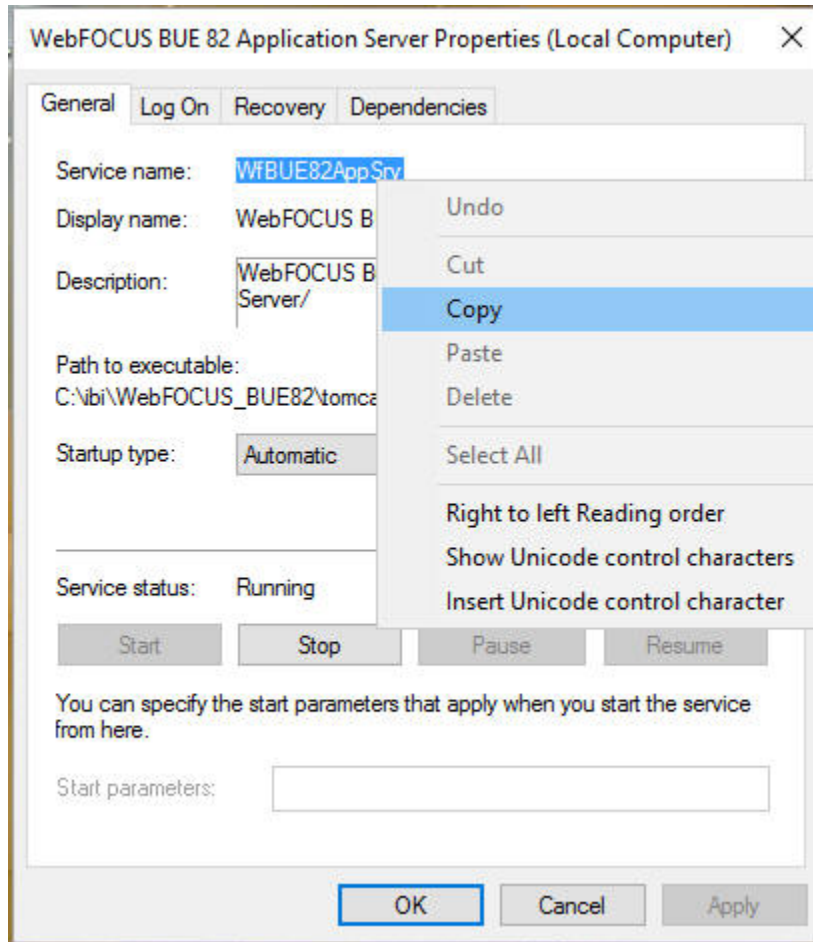 WebFOCUS BUE 82 Application Server Properties (Local Computer)
General Log On Recovery Dependencies
Service name: WfBUE82AppSrv
Display name: WebFOCUS B
Description: WebFOCUS B
Server/
Path to executable:
C:\ibi\WebFOCUS_BUE82\tomca
Startup type: Automatic
Undo
Cut
Copy
Paste
Delete
Select All
Right to left Reading order
Show Unicode control characters
Insert Unicode control character
Service status: Running
Start Stop Pause Resume
You can specify the start parameters that apply when you start the service
from here.
Start parameters:
OK Cancel Apply